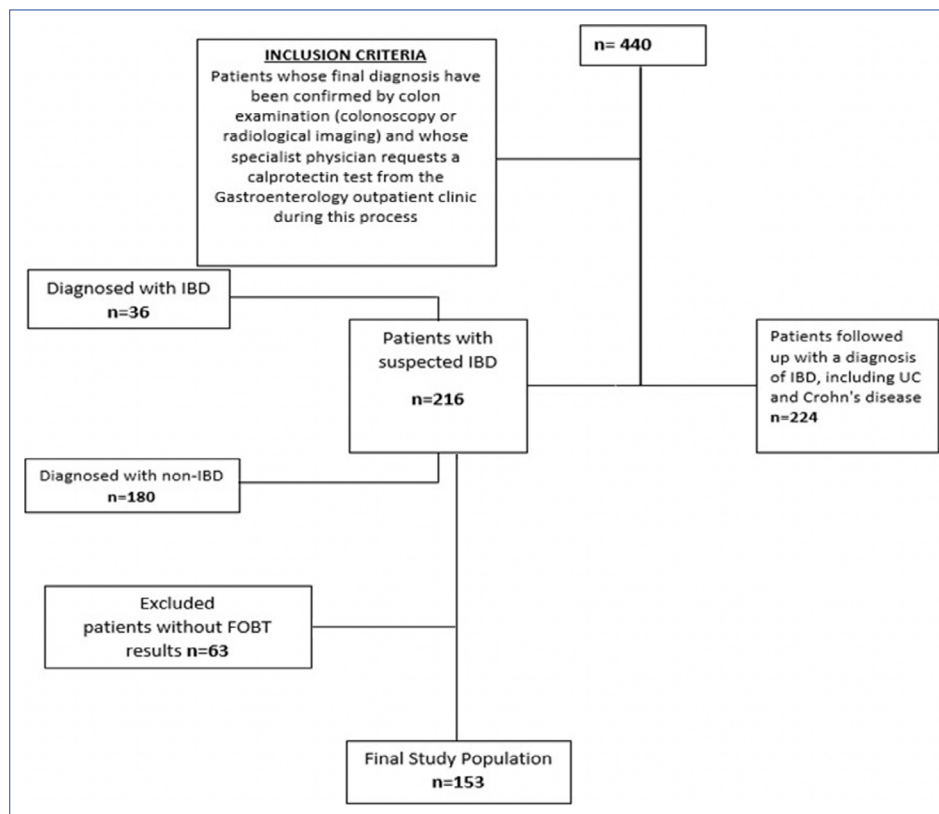 INCLUSION CRITERIA
Patients whose final diagnosis have
been confirmed by colon
examination (colonoscopy or
radiological imaging) and whose
specialist physician requests a
calprotectin test from the
Gastroenterology outpatient clinic
during this process
n= 440
Diagnosed with IBD
n=36
Patients with
suspected IBD
n=216
Patients followed
up with a diagnosis
of IBD, including UC
and Crohn's disease
n=224
Diagnosed with non-IBD
n=180
Excluded
patients without FOBT
results n=63
Final Study Population
n=153